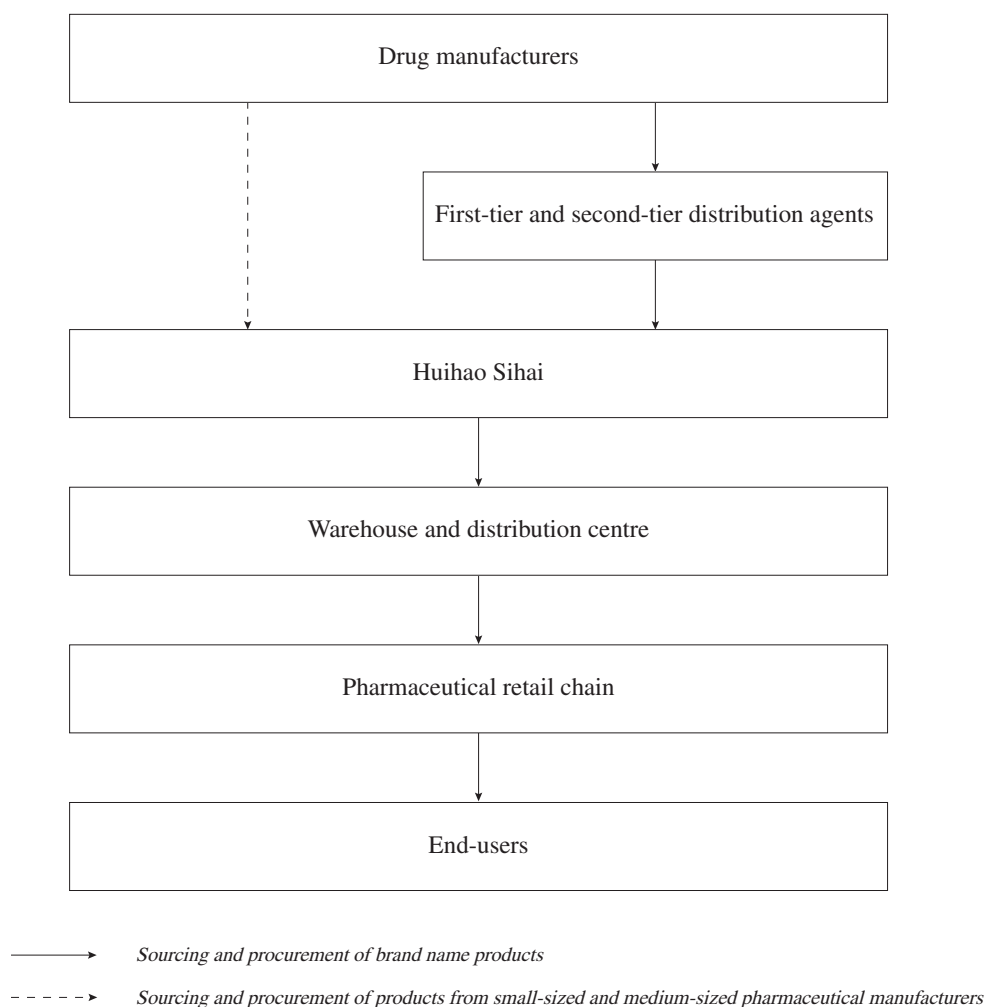 Drug manufacturers
First-tier and second-tier distribution agents
Huihao Sihai
Warehouse and distribution centre
Pharmaceutical retail chain
End-users
Sourcing and procurement of brand name products
Sourcing and procurement of products from small-sized and medium-sized pharmaceutical manufacturers